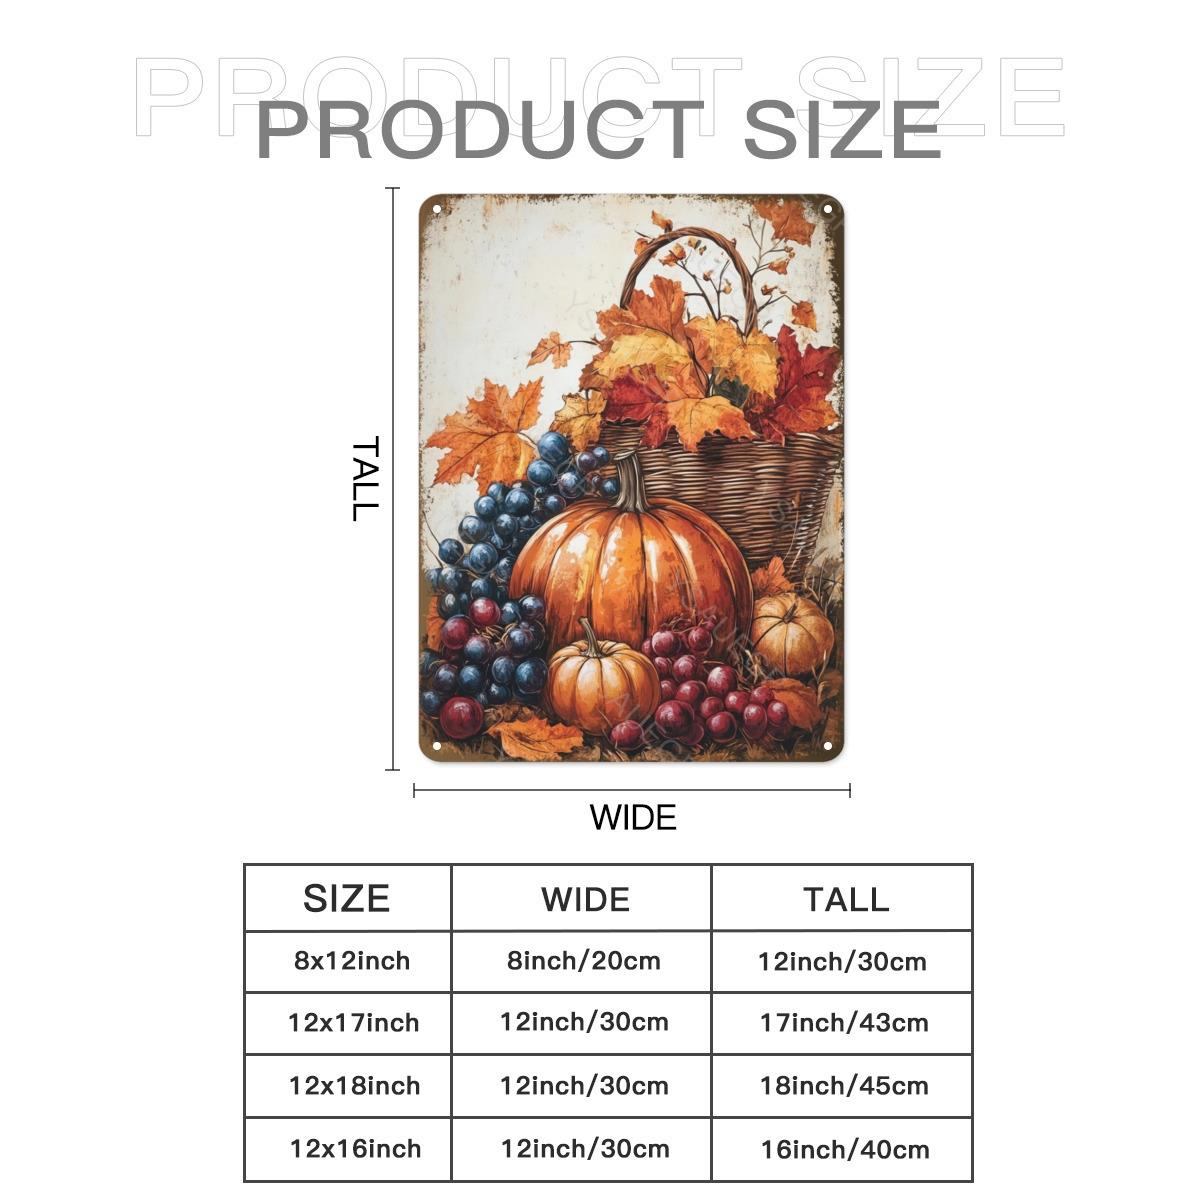 PRODUCT SIZE
PRODUCT SIZE
TALL
WIDE
SIZE WIDE TALL
8x12inch 8inch/20cm 12inch/30cm
12x17inch 12inch/30cm 17inch/43cm
12x18inch 12inch/30cm 18inch/45cm
12x16inch 12inch/30cm 16inch/40cm